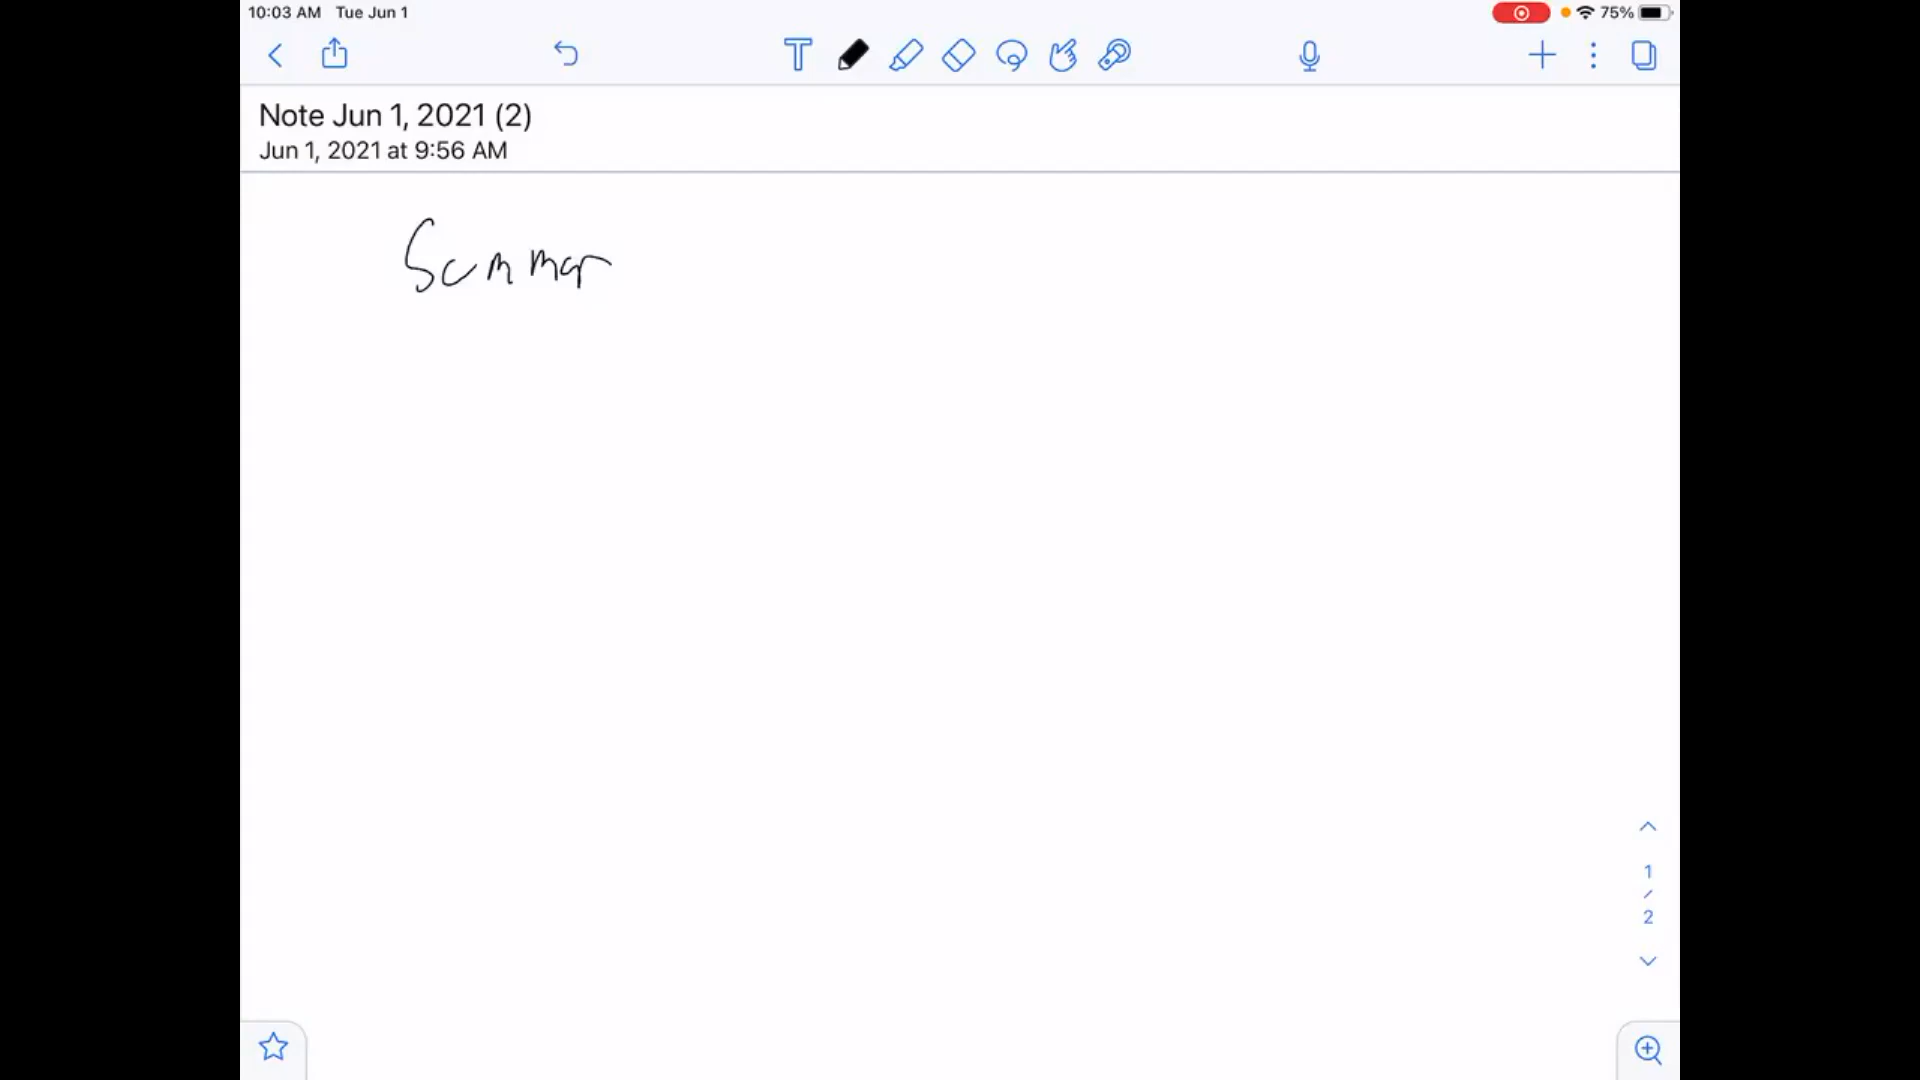 10:03 AM Tue Jun 1
75%
Note Jun 1, 2021 (2)
Jun 1, 2021 at 9:56 AM
Summar
1
/
2